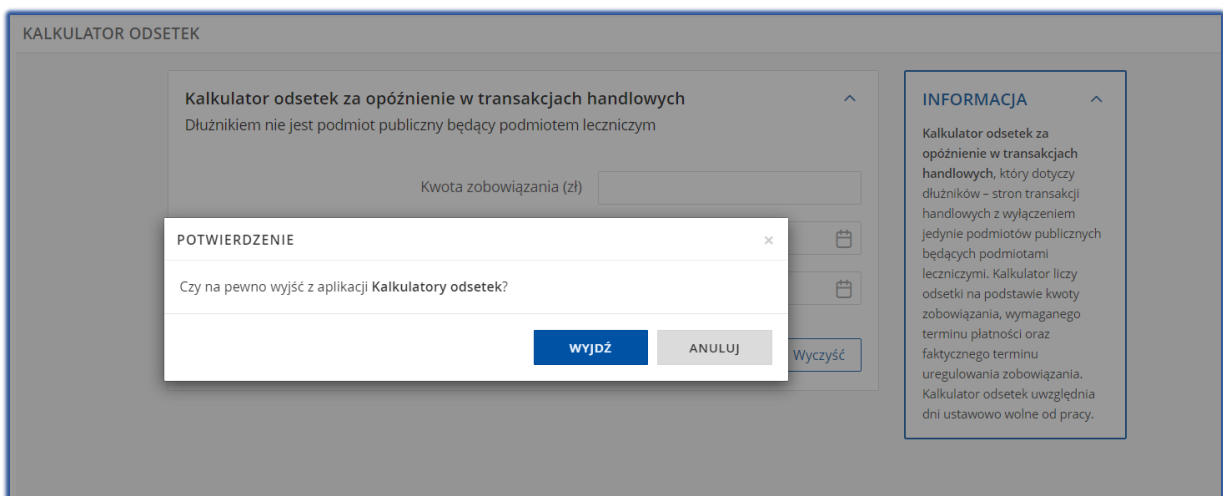 KALKULATOR ODSETEK
Kalkulator odsetek za opóźnienie w transakcjach handlowych
Dłużnikiem nie jest podmiot publiczny będący podmiotem leczniczym
Kwota zobowiązania (zł)
POTWIERDZENIE
×
Czy na pewno wyjść z aplikacji Kalkulatory odsetek?
WYJDŹ
ANULUJ
Wyczyść
INFORMACJA
Kalkulator odsetek za
opóźnienie w transakcjach
handlowych, który dotyczy
dłużników – stron transakcji
handlowych z wyłączeniem
jedynie podmiotów publicznych
będących podmiotami
leczniczymi. Kalkulator liczy
odsetki na podstawie kwoty
zobowiązania, wymaganego
terminu płatności oraz
faktycznego terminu
uregulowania zobowiązania.
Kalkulator odsetek uwzględnia
dni ustawowo wolne od pracy.